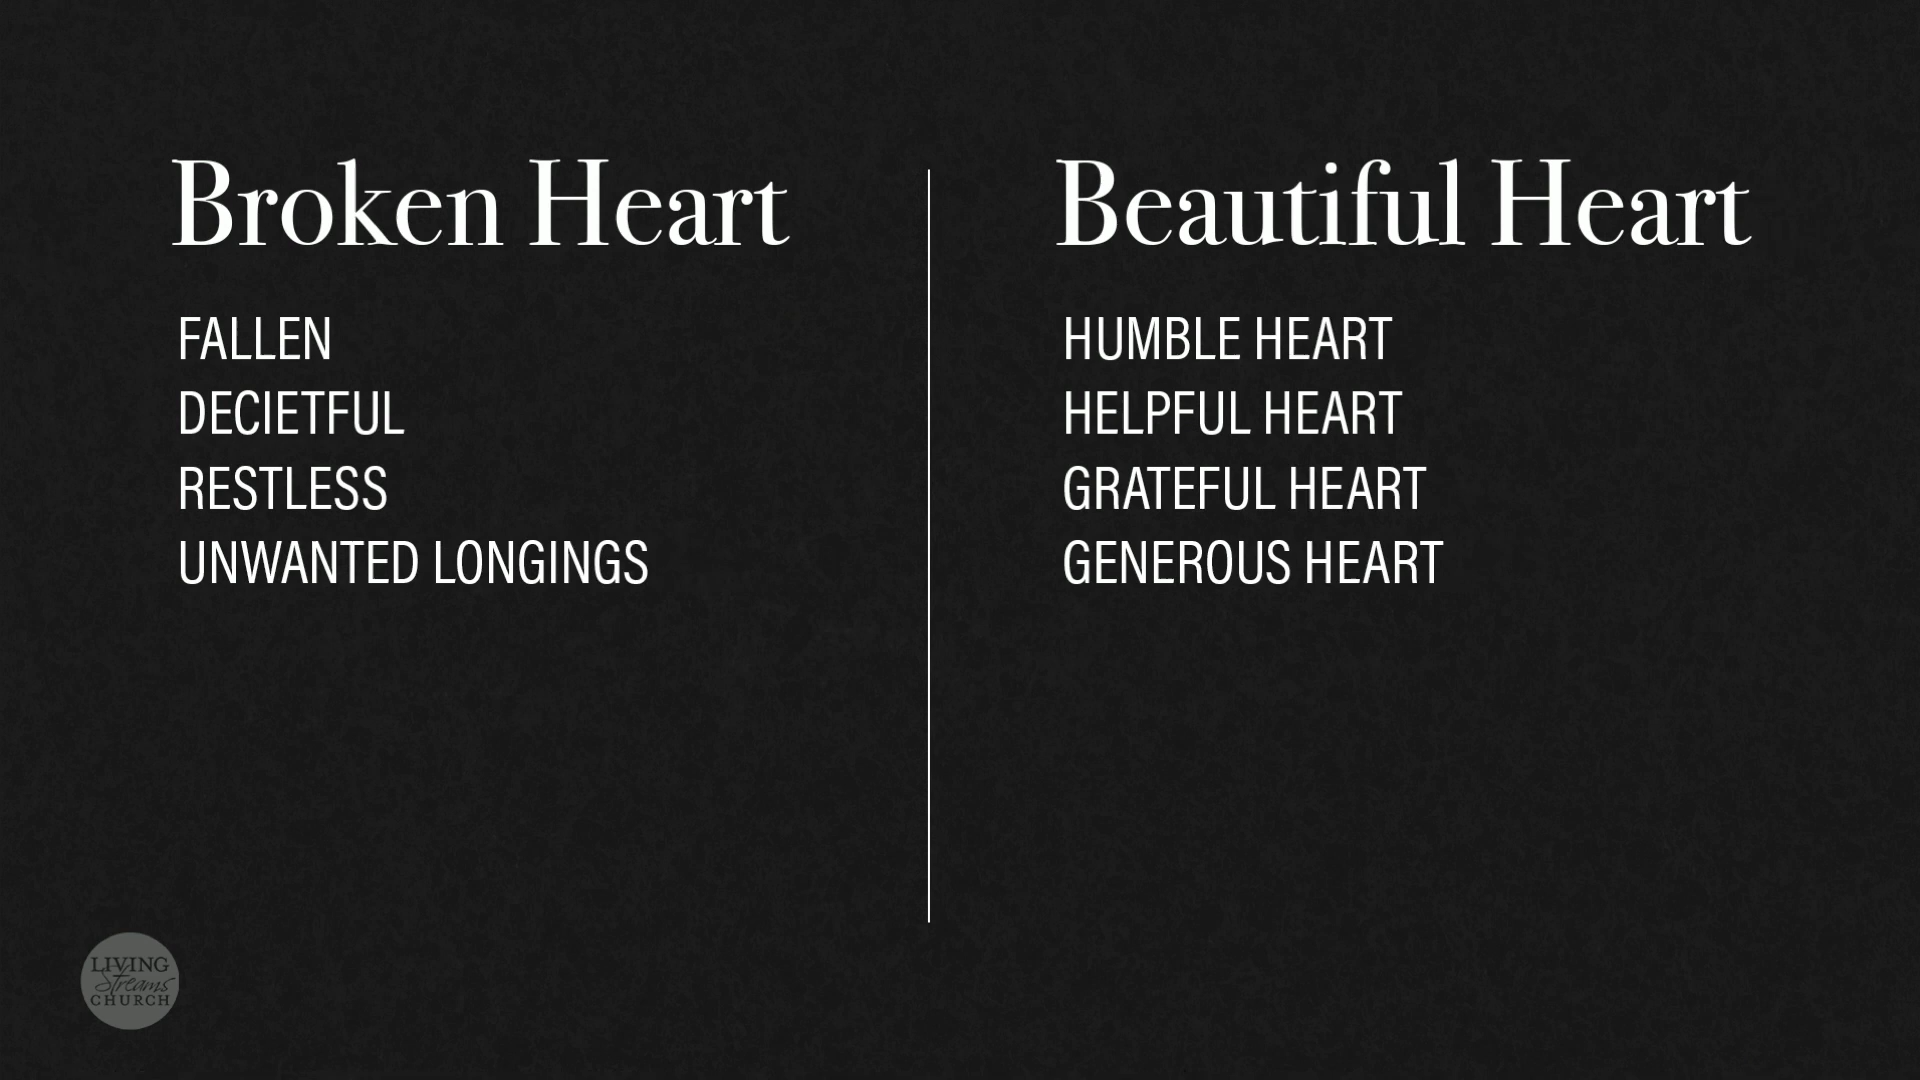 Broken Heart
FALLEN
DECIETFUL
RESTLESS
UNWANTED LONGINGS
Beautiful Heart
HUMBLE HEART
HELPFUL HEART
GRATEFUL HEART
GENEROUS HEART
LIVING
Streams
CHURCH